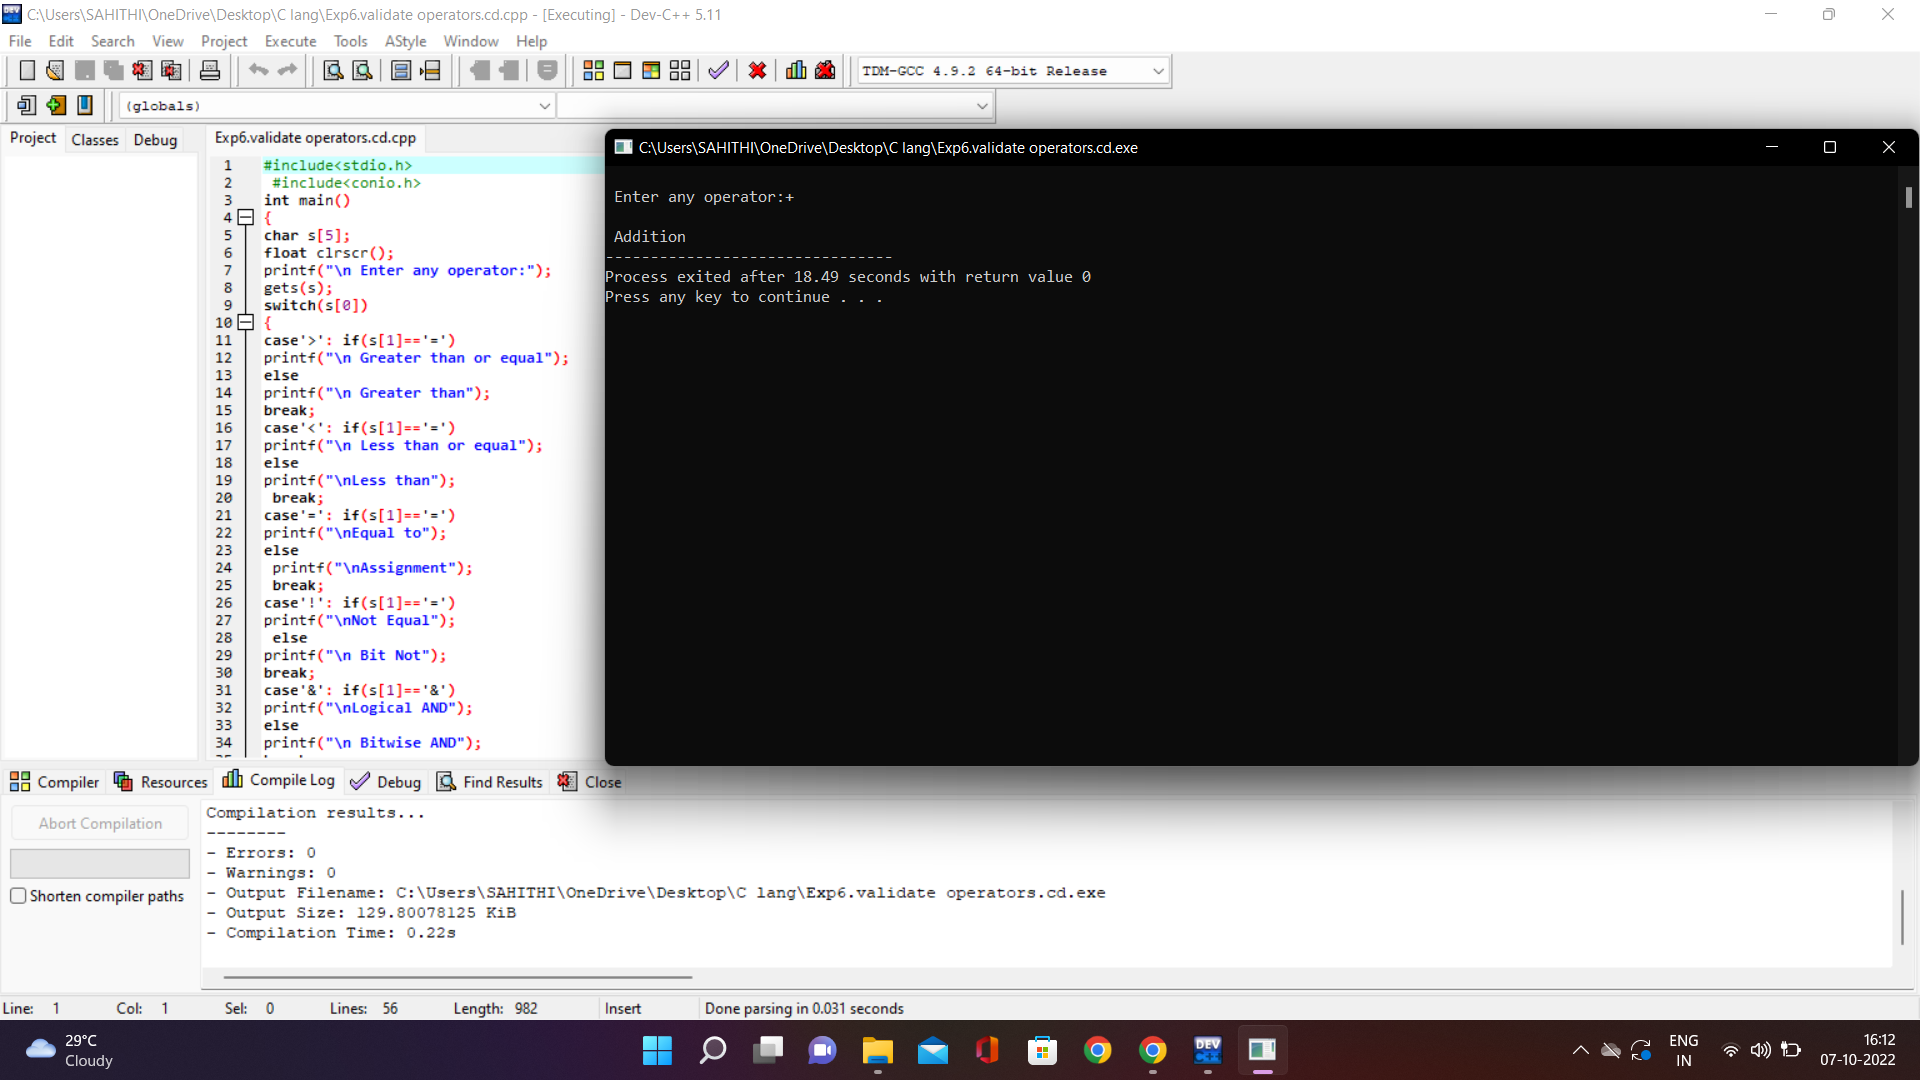 C:\Users\SAHITHI\OneDrive\Desktop\C lang\Exp6.validate operators.cd.cpp - [Executing] - Dev-C++ 5.11
File Edit Search View Project Execute Tools AStyle Window Help
TDM-GCC 4.9.2 64-bit Release
(globals)
Project Classes Debug
Exp6.validate operators.cd.cpp
1 #include<stdio.h>
2 #include<conio.h>
3 int main()
4 {
5 char s[5];
6 float clrscr();
7 printf("\n Enter any operator:");
8 gets(s);
9 switch(s[0])
10 {
11 case'>': if(s[1]=='=')
12 printf("\n Greater than or equal");
13 else
14 printf("\n Greater than");
15 break;
16 case'<': if(s[1]=='=')
17 printf("\n Less than or equal");
18 else
19 printf("\nLess than");
20 break;
21 case'=': if(s[1]=='=')
22 printf("\nEqual to");
23 else
24 printf("\nAssignment");
25 break;
26 case'!': if(s[1]=='=')
27 printf("\nNot Equal");
28 else
29 printf("\n Bit Not");
30 break;
31 case'&': if(s[1]=='&')
32 printf("\nLogical AND");
33 else
34 printf("\n Bitwise AND");
C:\Users\SAHITHI\OneDrive\Desktop\C lang\Exp6.validate operators.cd.exe
Enter any operator:+
Addition
--------------------------------
Process exited after 18.49 seconds with return value 0
Press any key to continue . . .
Compiler Resources Compile Log Debug Find Results Close
Abort Compilation
Shorten compiler paths
Compilation results...
--------
- Errors: 0
- Warnings: 0
- Output Filename: C:\Users\SAHITHI\OneDrive\Desktop\C lang\Exp6.validate operators.cd.exe
- Output Size: 129.80078125 KiB
- Compilation Time: 0.22s
Line: 1 Col: 1 Sel: 0 Lines: 56 Length: 982 Insert Done parsing in 0.031 seconds
29°C
Cloudy
DEV
C++
ENG
IN
16:12
07-10-2022